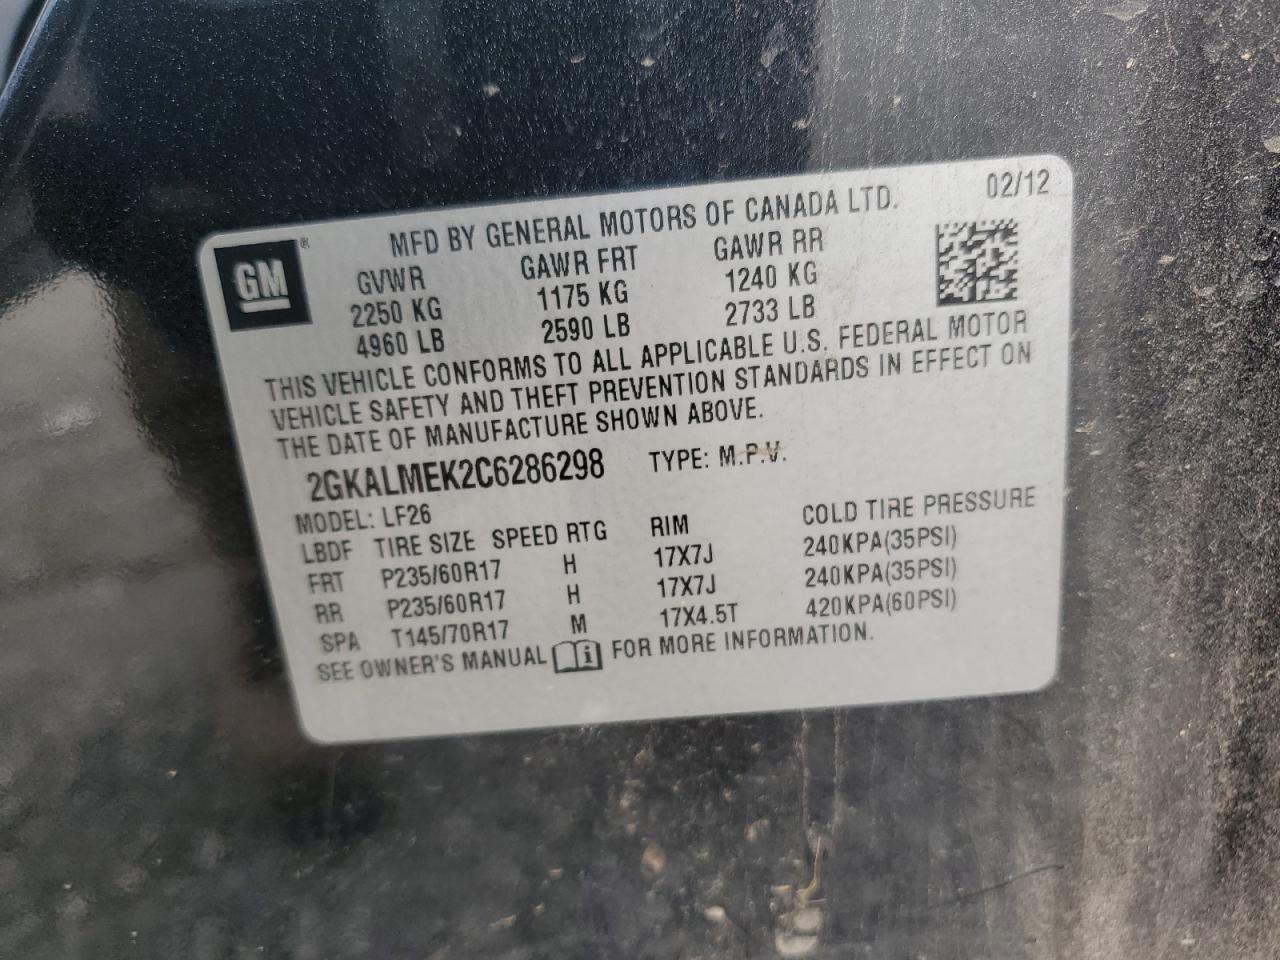 GM ®
MFD BY GENERAL MOTORS OF CANADA LTD. 02/12
GVWR GAWR FRT GAWR RR
2250 KG 1175 KG 1240 KG
4960 LB 2590 LB 2733 LB
THIS VEHICLE CONFORMS TO ALL APPLICABLE U.S. FEDERAL MOTOR
VEHICLE SAFETY AND THEFT PREVENTION STANDARDS IN EFFECT ON
THE DATE OF MANUFACTURE SHOWN ABOVE.
2GKALMEK2C6286298 TYPE: M.P.V.
MODEL: LF26
LBDF TIRE SIZE SPEED RTG RIM COLD TIRE PRESSURE
FRT P235/60R17 H 17X7J 240KPA(35PSI)
RR P235/60R17 H 17X7J 240KPA(35PSI)
SPA T145/70R17 M 17X4.5T 420KPA(60PSI)
SEE OWNER'S MANUAL i FOR MORE INFORMATION.